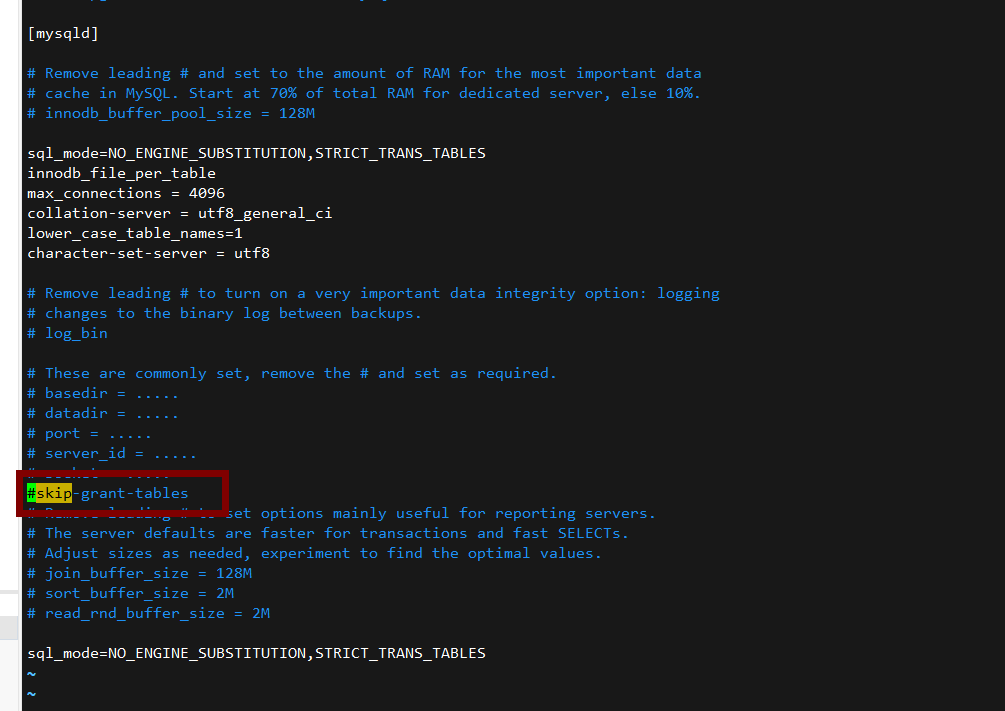 [mysqld]
# Remove leading # and set to the amount of RAM for the most important data
# cache in MySQL. Start at 70% of total RAM for dedicated server, else 10%.
# innodb_buffer_pool_size = 128M
sql_mode=NO_ENGINE_SUBSTITUTION,STRICT_TRANS_TABLES
innodb_file_per_table
max_connections = 4096
collation-server = utf8_general_ci
lower_case_table_names=1
character-set-server = utf8
# Remove leading # to turn on a very important data integrity option: logging
# changes to the binary log between backups.
# log_bin
# These are commonly set, remove the # and set as required.
# basedir = .....
# datadir = .....
# port = .....
# server_id = .....
#skip-grant-tables
# Remove leading # to set options mainly useful for reporting servers.
# The server defaults are faster for transactions and fast SELECTs.
# Adjust sizes as needed, experiment to find the optimal values.
# join_buffer_size = 128M
# sort_buffer_size = 2M
# read_rnd_buffer_size = 2M
sql_mode=NO_ENGINE_SUBSTITUTION,STRICT_TRANS_TABLES
~
~